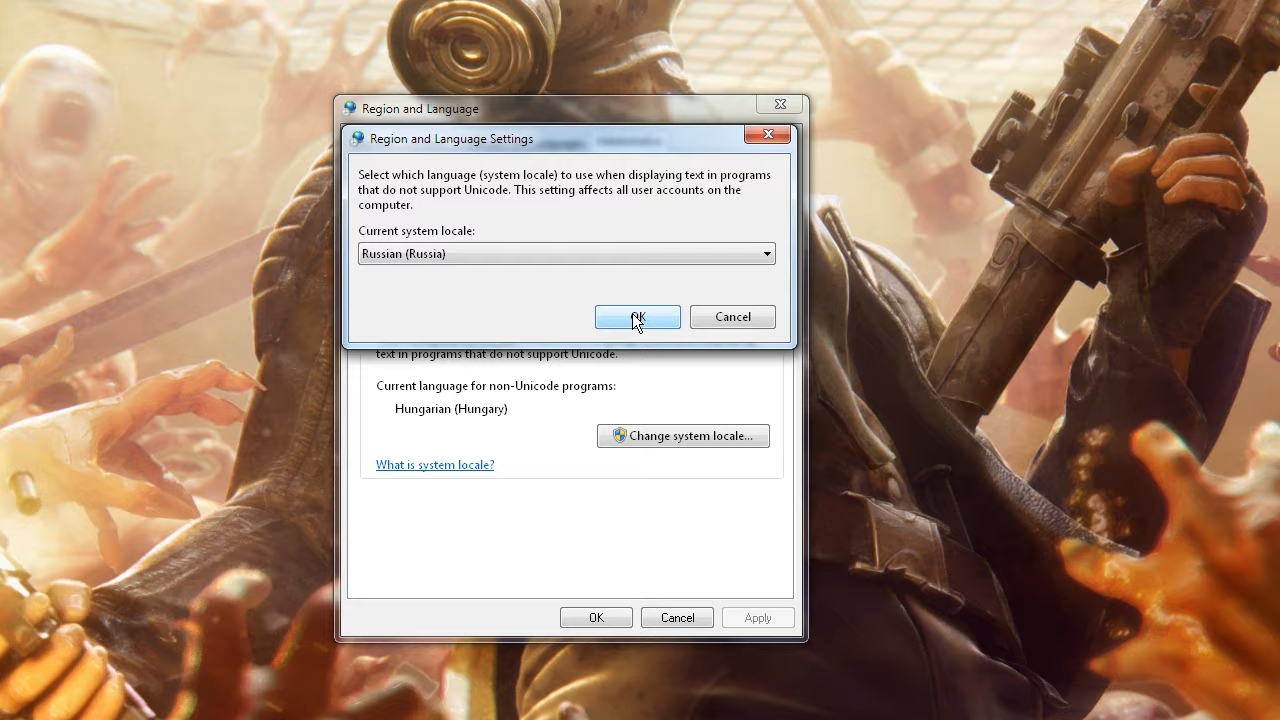 Region and Language
Region and Language Settings
Select which language (system locale) to use when displaying text in programs
that do not support Unicode. This setting affects all user accounts on the
computer.
Current system locale:
Russian (Russia)
OK
Cancel
text in programs that do not support Unicode.
Current language for non-Unicode programs:
Hungarian (Hungary)
Change system locale...
What is system locale?
OK
Cancel
Apply